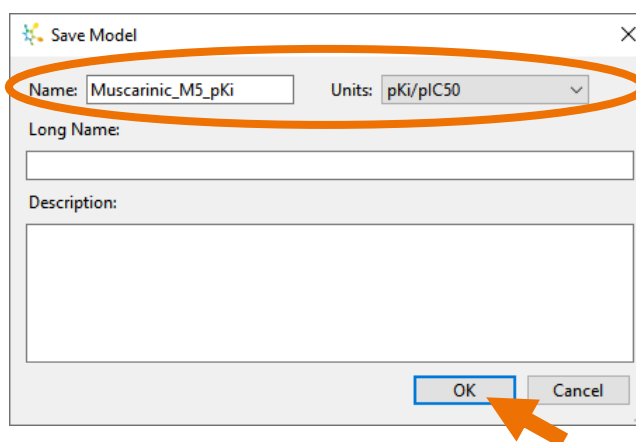 Save Model
Name: Muscarinic_M5_pKi Units: pKi/pIC50
Long Name:
Description:
OK Cancel